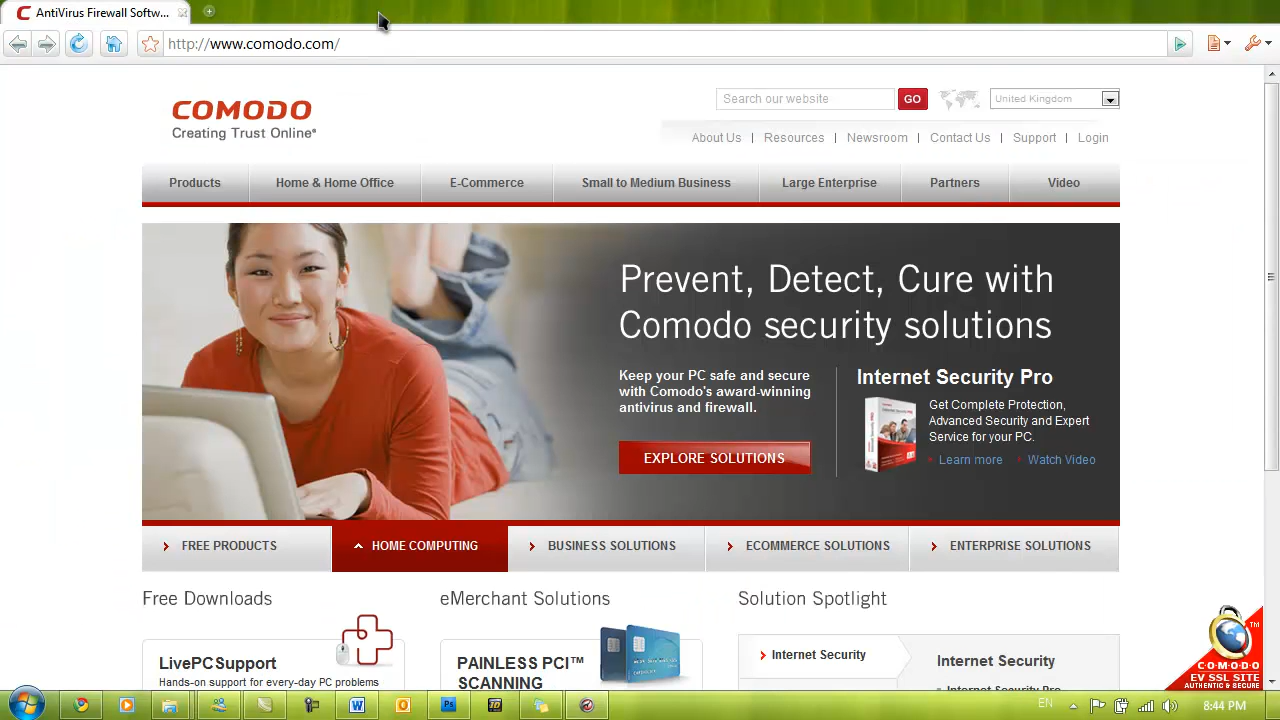 AntiVirus Firewall Softw...
http://www.comodo.com/
COMODO
Creating Trust Online®
Search our website
GO
United Kingdom
About Us | Resources | Newsroom | Contact Us | Support | Login
Products
Home & Home Office
E-Commerce
Small to Medium Business
Large Enterprise
Partners
Video
Prevent, Detect, Cure with
Comodo security solutions
Keep your PC safe and secure
with Comodo's award-winning
antivirus and firewall.
EXPLORE SOLUTIONS
Internet Security Pro
Get Complete Protection,
Advanced Security and Expert
Service for your PC.
Learn more
Watch Video
FREE PRODUCTS
HOME COMPUTING
BUSINESS SOLUTIONS
ECOMMERCE SOLUTIONS
ENTERPRISE SOLUTIONS
Free Downloads
eMerchant Solutions
Solution Spotlight
LivePCSupport
Hands-on support for every-day PC problems
PAINLESS PCI™
SCANNING
Internet Security
Internet Security
Internet Security Pro
TM
COMODO
EV SSL SITE
AUTHENTIC & SECURE
EN
8:44 PM